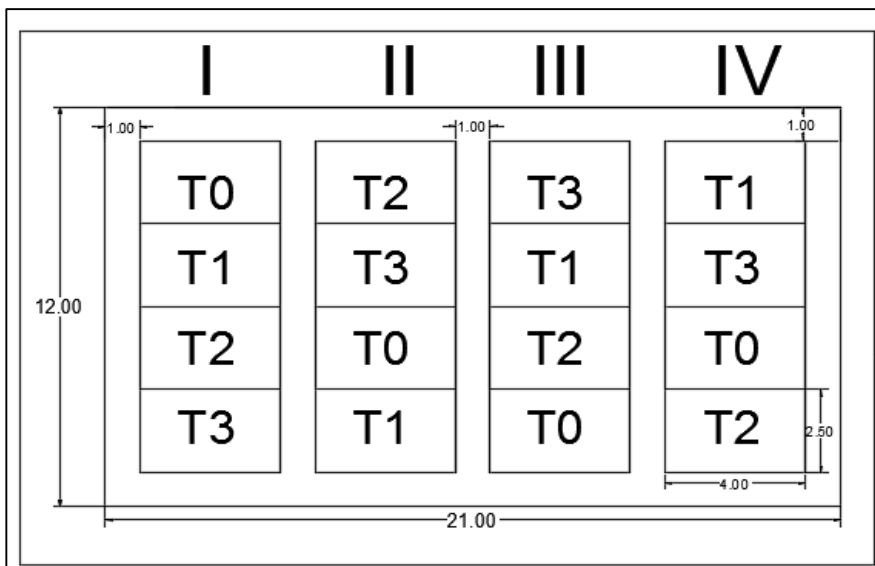 I II III IV
1.00 1.00 1.00
T0 T2 T3 T1
T1 T3 T1 T3
12.00
T2 T0 T2 T0
T3 T1 T0 T2
2.50
4.00
21.00